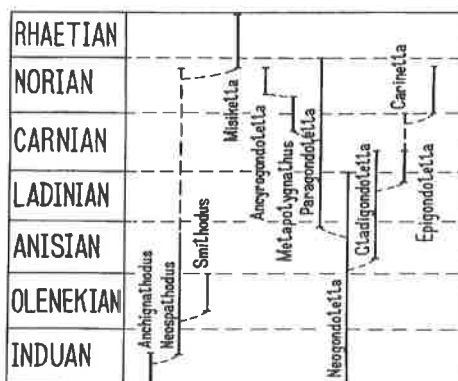 RHAETIAN
NORIAN
CARNIAN
LADINIAN
ANISIAN
OLENEKIAN
INDUAN
Anchignathodus
Neospathodus
Smithodus
Misikella
Ancyrogondolella
Metapolygnathus
Paragondolella
Neogondolella
Cladigondolella
Carinella
Epigondolella